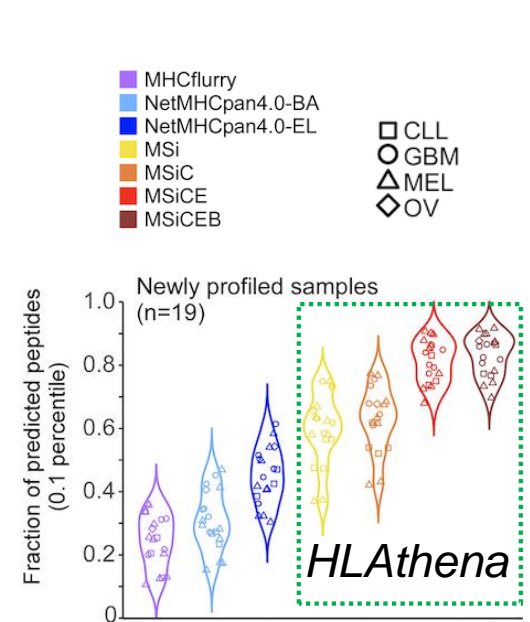 MHCflurry
NetMHCpan4.0-BA
NetMHCpan4.0-EL
MSi
MSiC
MSiCE
MSiCEB
CLL
GBM
MEL
OV
Newly profiled samples
(n=19)
Fraction of predicted peptides
(0.1 percentile)
1.0
0.8
0.6
0.4
0.2
0
HLAthena